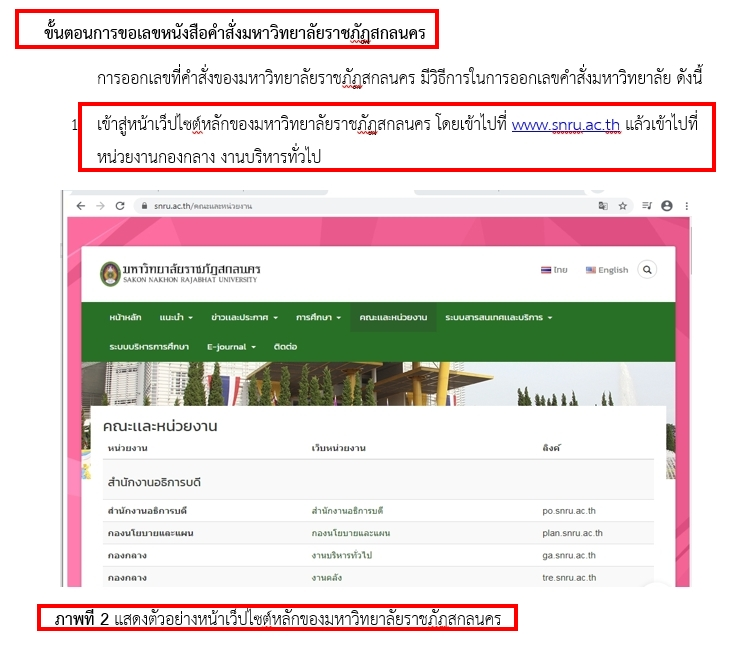 ขั้นตอนการขอเลขหนังสือคำสั่งมหาวิทยาลัยราชภัฏสกลนคร
การออกเลขที่คำสั่งของมหาวิทยาลัยราชภัฏสกลนคร มีวิธีการในการออกเลขคำสั่งมหาวิทยาลัย ดังนี้
1 เข้าสู่หน้าเว็ปไซต์หลักของมหาวิทยาลัยราชภัฏสกลนคร โดยเข้าไปที่ www.snru.ac.th แล้วเข้าไปที่
หน่วยงานกองกลาง งานบริหารทั่วไป
snru.ac.th/คณะและหน่วยงาน
มหาวิทยาลัยราชภัฏสกลนคร ไทย English
SAKON NAKHON RAJABHAT UNIVERSITY
หน้าหลัก แนะนำ ข่าวและประกาศ การศึกษา คณะและหน่วยงาน ระบบสารสนเทศและบริการ
ระบบบริหารการศึกษา E-journal ติดต่อ
คณะและหน่วยงาน
หน่วยงาน เว็บหน่วยงาน ลิงค์
สำนักงานอธิการบดี
สำนักงานอธิการบดี สำนักงานอธิการบดี po.snru.ac.th
กองนโยบายและแผน กองนโยบายและแผน plan.snru.ac.th
กองกลาง งานบริหารทั่วไป ga.snru.ac.th
กองกลาง งานคลัง tre.snru.ac.th
ภาพที่ 2 แสดงตัวอย่างหน้าเว็ปไซต์หลักของมหาวิทยาลัยราชภัฏสกลนคร